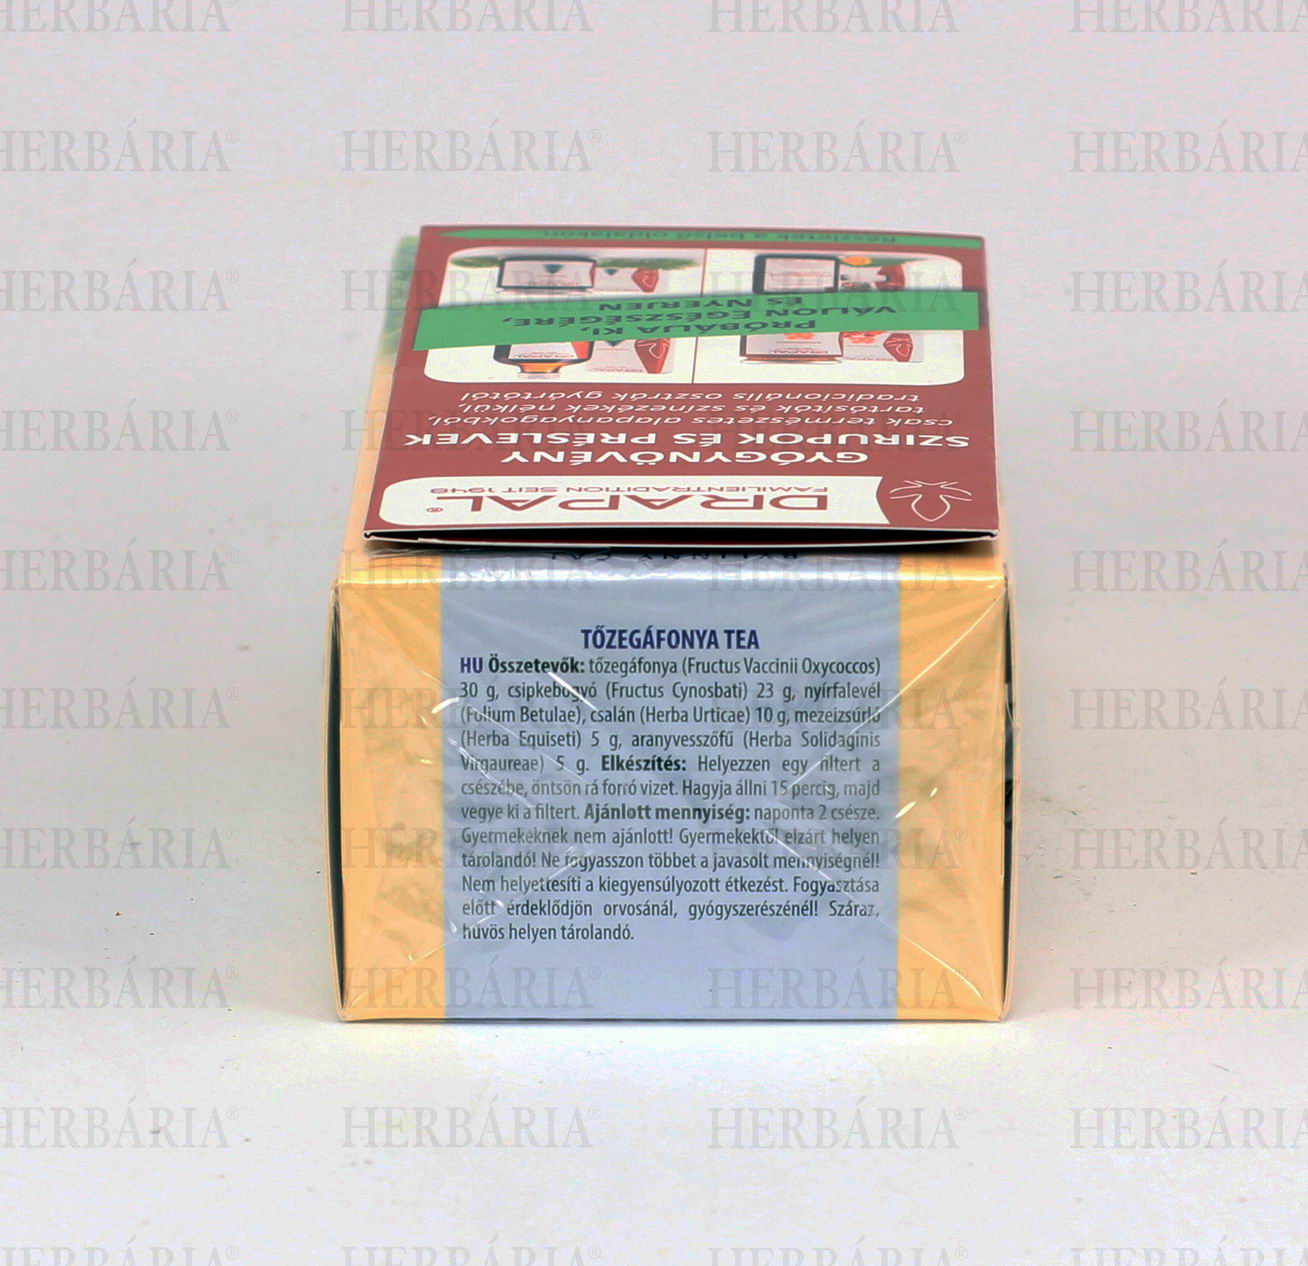 HERBÁRIA®
Részletek a belső oldalakon
PRÓBÁLJA KI,
VÁLJON EGÉSZSÉGÉRE,
ÉS NYERJEN
csak természetes alapanyagokból,
tartósítók és színezékek nélkül,
tradicionális osztrák gyártótól
GYÓGYNÖVÉNY
SZIRUPOK ÉS PRÉSLEVEK
DRAPAL®
FAMILIENTRADITION SEIT 1948
TŐZEGÁFONYA TEA
HU Összetevők: tőzegáfonya (Fructus Vaccinii Oxycoccos)
30 g, csipkebogyó (Fructus Cynosbati) 23 g, nyírfalevél
(Folium Betulae), csalán (Herba Urticae) 10 g, mezeizsúrló
(Herba Equiseti) 5 g, aranyvesszőfű (Herba Solidaginis
Virgaureae) 5 g. Elkészítés: Helyezzen egy filtert a
csészébe, öntsön rá forró vizet. Hagyja állni 15 percig, majd
vegye ki a filtert. Ajánlott mennyiség: naponta 2 csésze.
Gyermekeknek nem ajánlott! Gyermekektől elzárt helyen
tárolandó! Ne fogyasszon többet a javasolt mennyiségnél!
Nem helyettesíti a kiegyensúlyozott étkezést. Fogyasztása
előtt érdeklődjön orvosánál, gyógyszerészénél! Száraz,
hűvös helyen tárolandó.